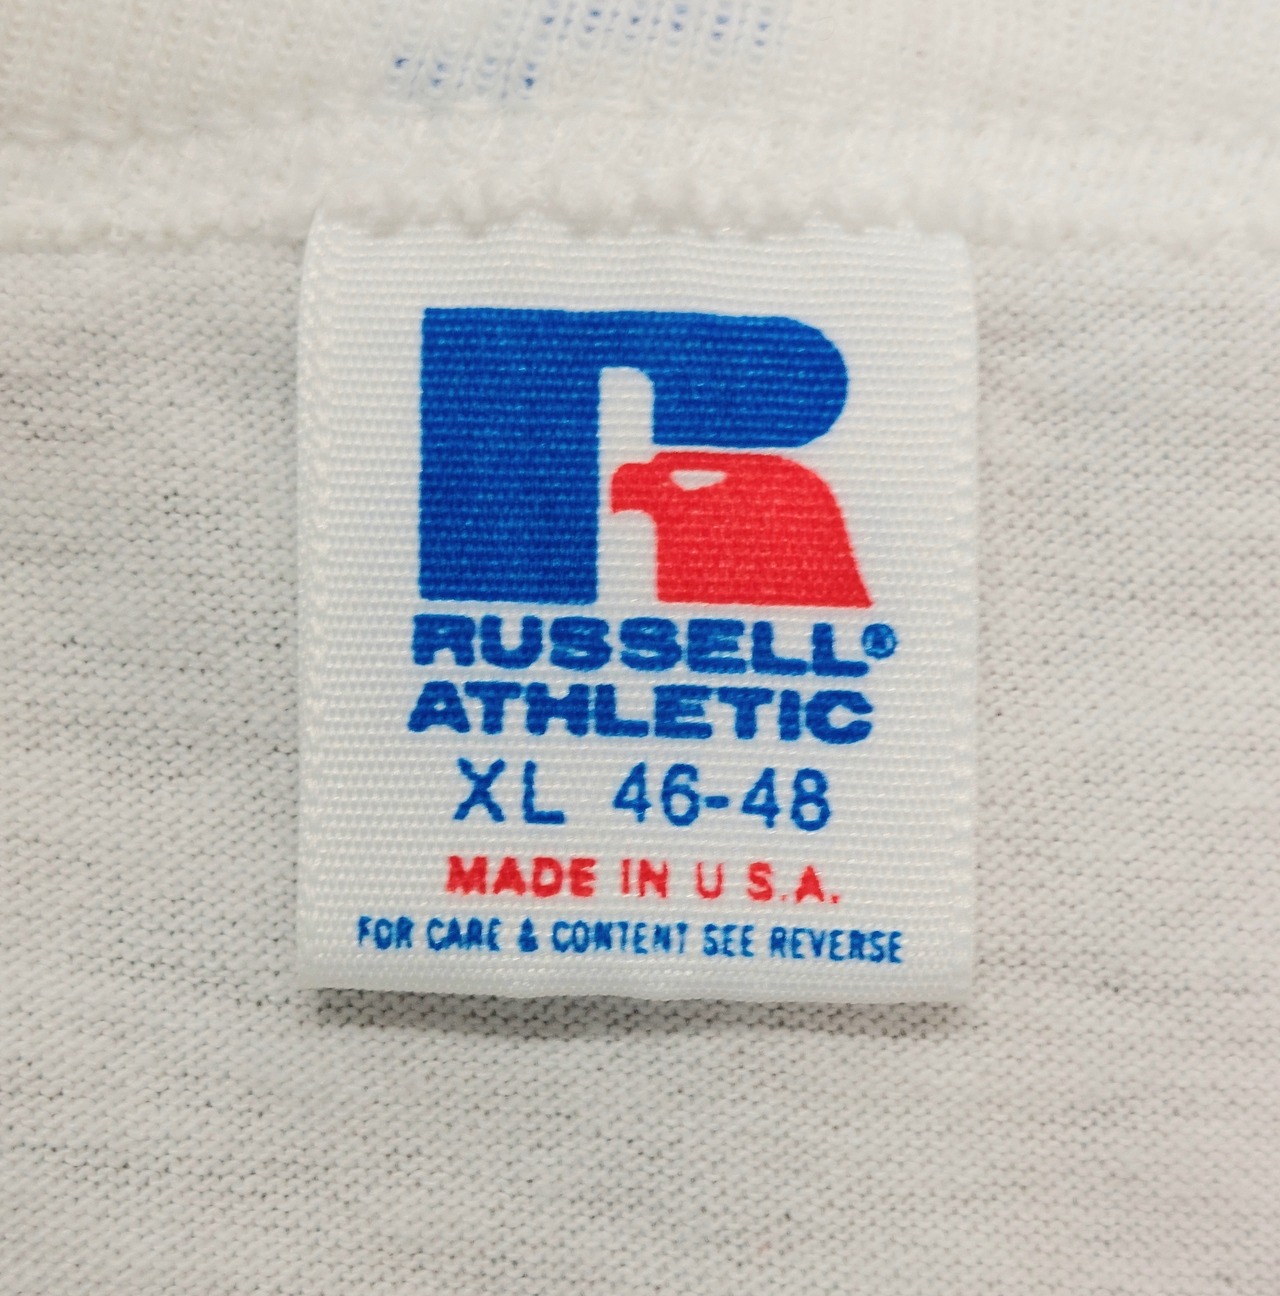 R
RUSSELL®
ATHLETIC
XL 46-48
MADE IN U S.A.
FOR CARE & CONTENT SEE REVERSE